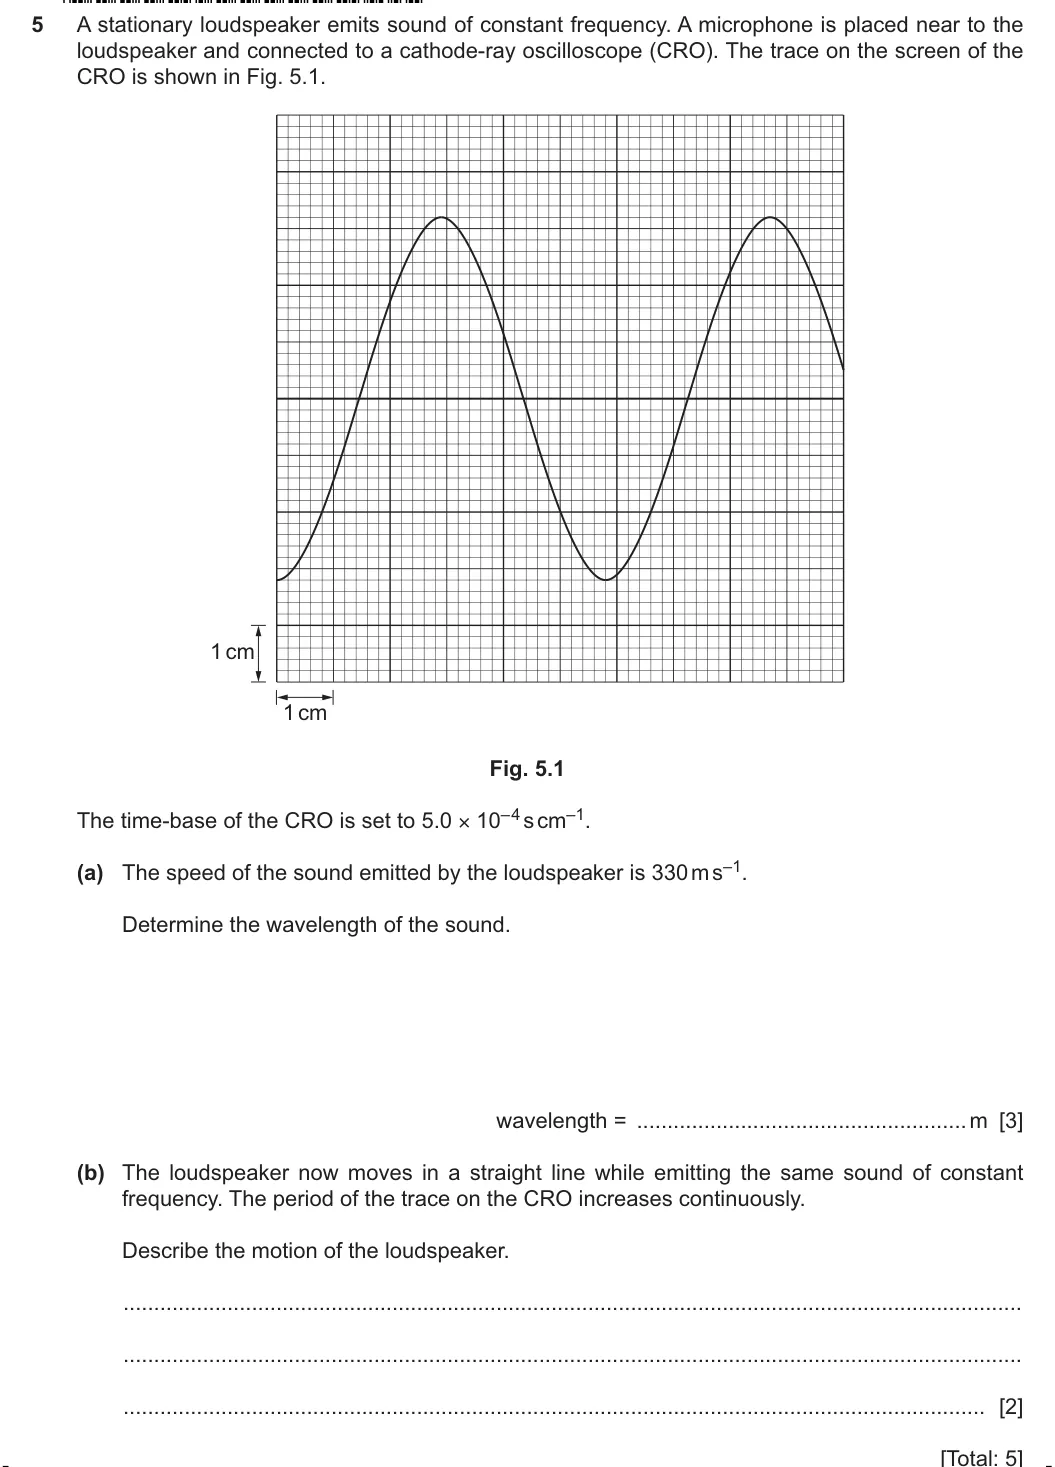 5 A stationary loudspeaker emits sound of constant frequency. A microphone is placed near to the
loudspeaker and connected to a cathode-ray oscilloscope (CRO). The trace on the screen of the
CRO is shown in Fig. 5.1.
1 cm
1 cm
Fig. 5.1
The time-base of the CRO is set to 5.0 × 10⁻⁴ s cm⁻¹.
(a) The speed of the sound emitted by the loudspeaker is 330 m s⁻¹.
Determine the wavelength of the sound.
wavelength = ...................................................... m [3]
(b) The loudspeaker now moves in a straight line while emitting the same sound of constant
frequency. The period of the trace on the CRO increases continuously.
Describe the motion of the loudspeaker.
...................................................................................................................................................
...................................................................................................................................................
............................................................................................................................................. [2]
[Total: 5]